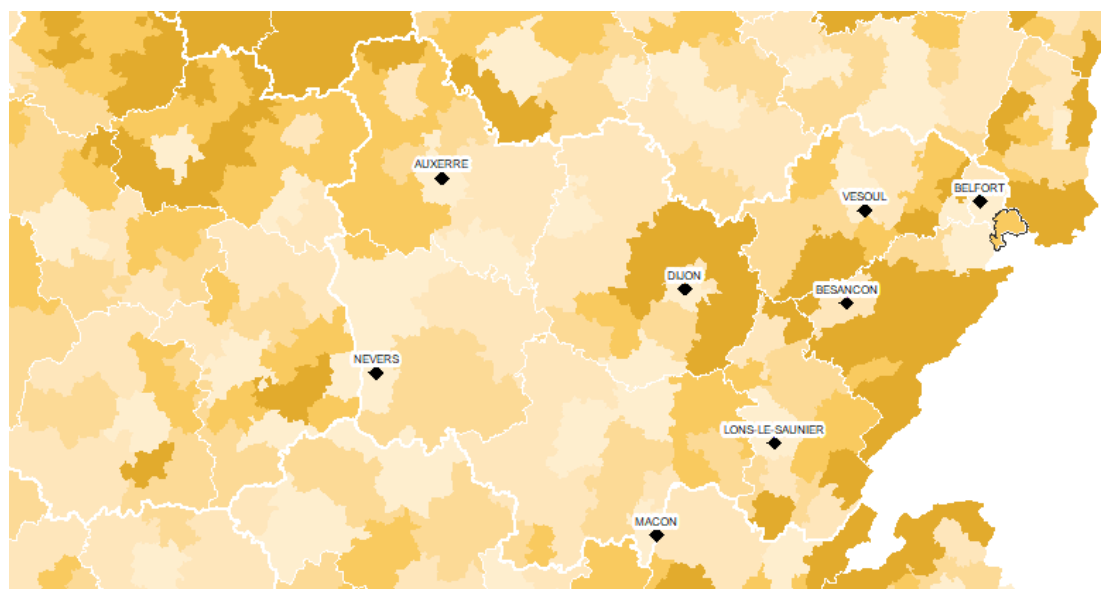 AUXERRE
BELFORT
VESOUL
DIJON
BESANCON
NEVERS
LONS-LE-SAUNIER
MACON